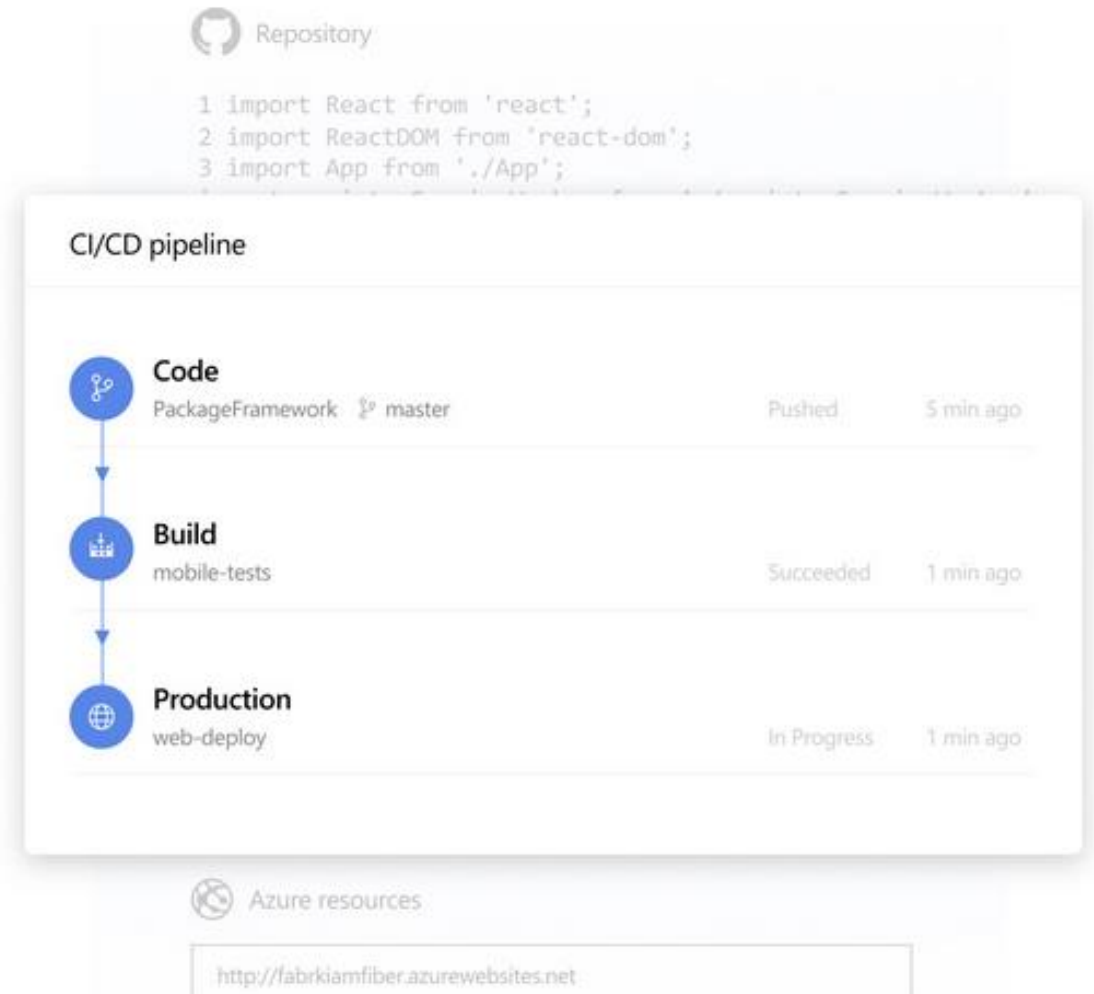 Repository
1 import React from 'react';
2 import ReactDOM from 'react-dom';
3 import App from './App';
CI/CD pipeline
Code
PackageFramework master Pushed 5 min ago
Build
mobile-tests Succeeded 1 min ago
Production
web-deploy In Progress 1 min ago
Azure resources
http://fabrkiamfiber.azurewebsites.net